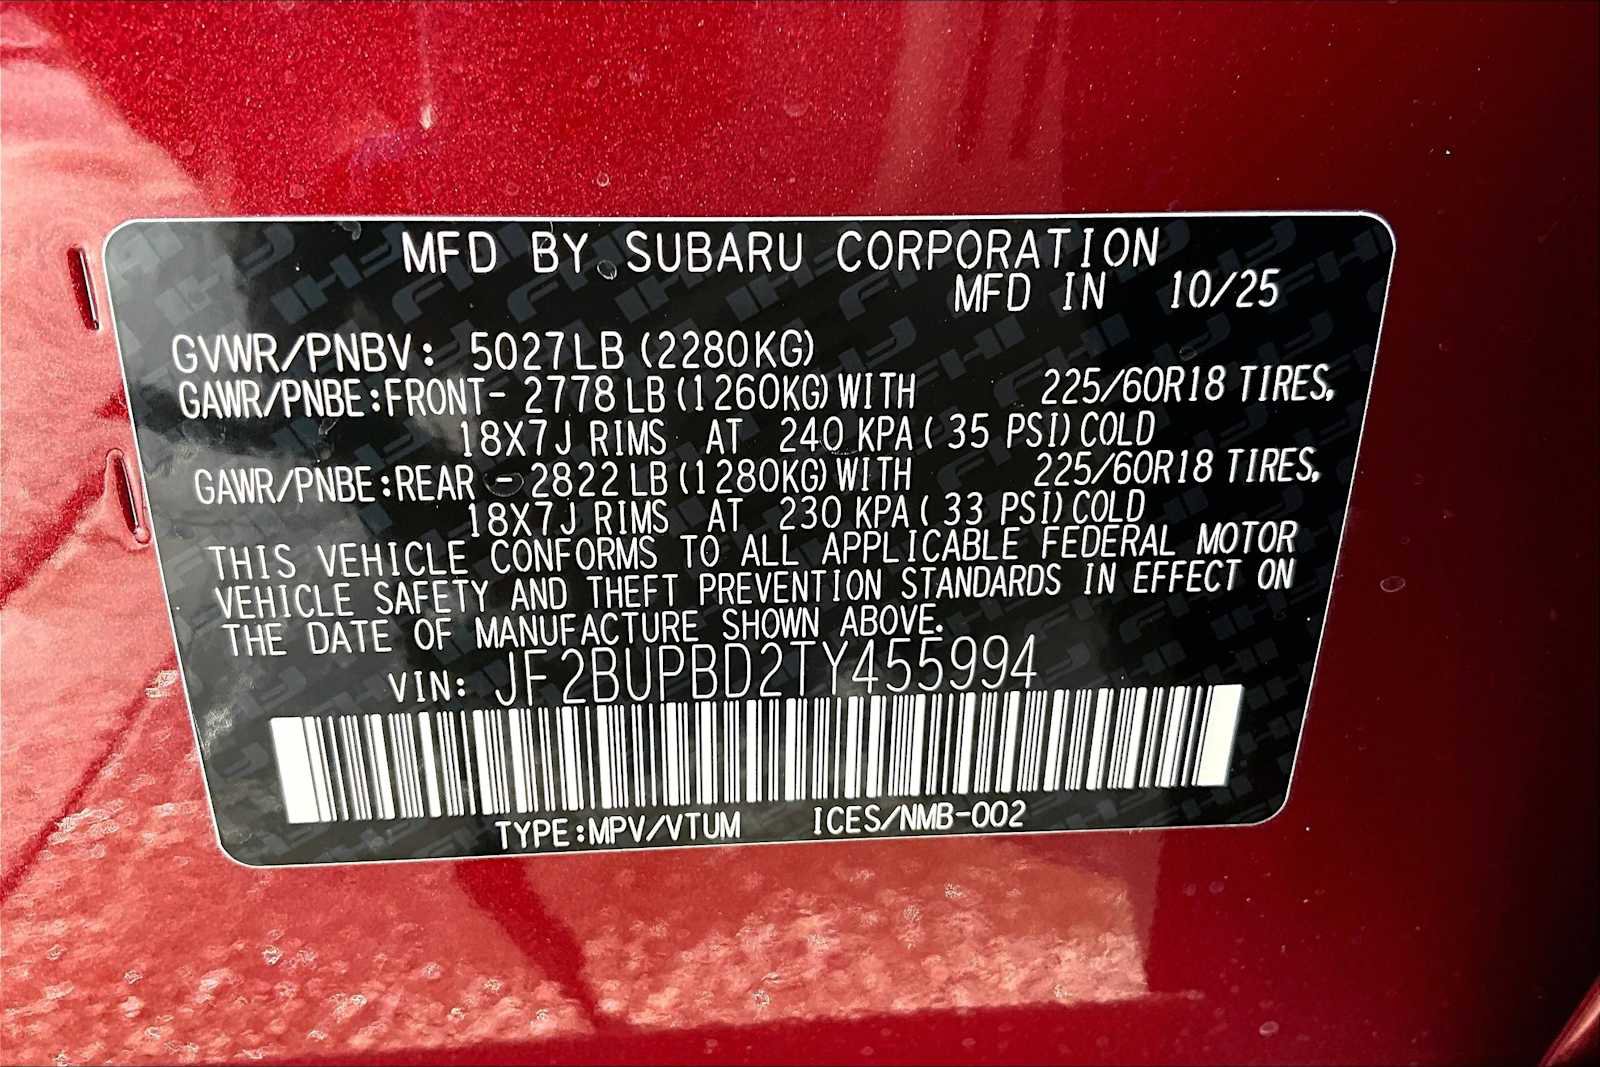 MFD BY SUBARU CORPORATION
MFD IN 10/25
GVWR/PNBV: 5027LB (2280KG)
GAWR/PNBE:FRONT- 2778 LB (1260KG) WITH 225/60R18 TIRES,
18X7J RIMS AT 240 KPA ( 35 PSI) COLD
GAWR/PNBE:REAR - 2822 LB (1280KG) WITH 225/60R18 TIRES,
18X7J RIMS AT 230 KPA ( 33 PSI) COLD
THIS VEHICLE CONFORMS TO ALL APPLICABLE FEDERAL MOTOR
VEHICLE SAFETY AND THEFT PREVENTION STANDARDS IN EFFECT ON
THE DATE OF MANUFACTURE SHOWN ABOVE.
VIN: JF2BUPBD2TY455994
TYPE:MPV/VTUM ICES/NMB-002